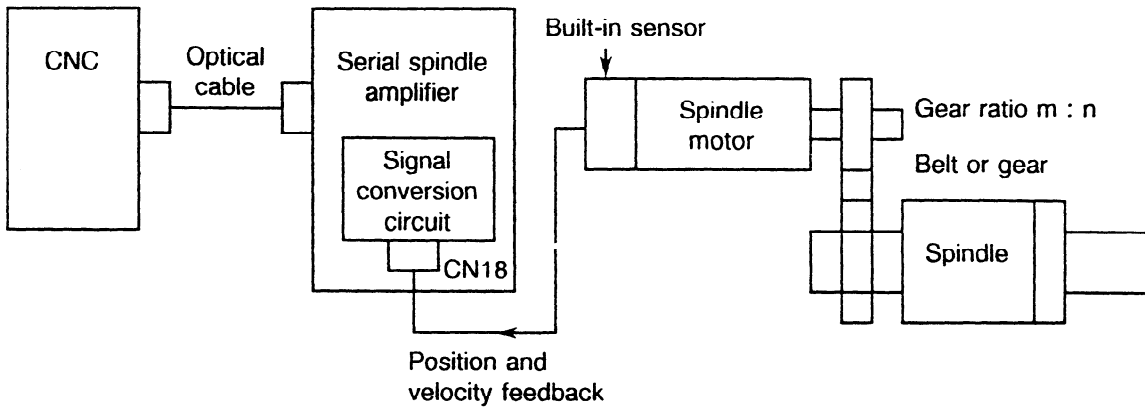 CNC
Optical
cable
Serial spindle
amplifier
Signal
conversion
circuit
CN18
Built-in sensor
Spindle
motor
Gear ratio m : n
Belt or gear
Spindle
Position and
velocity feedback